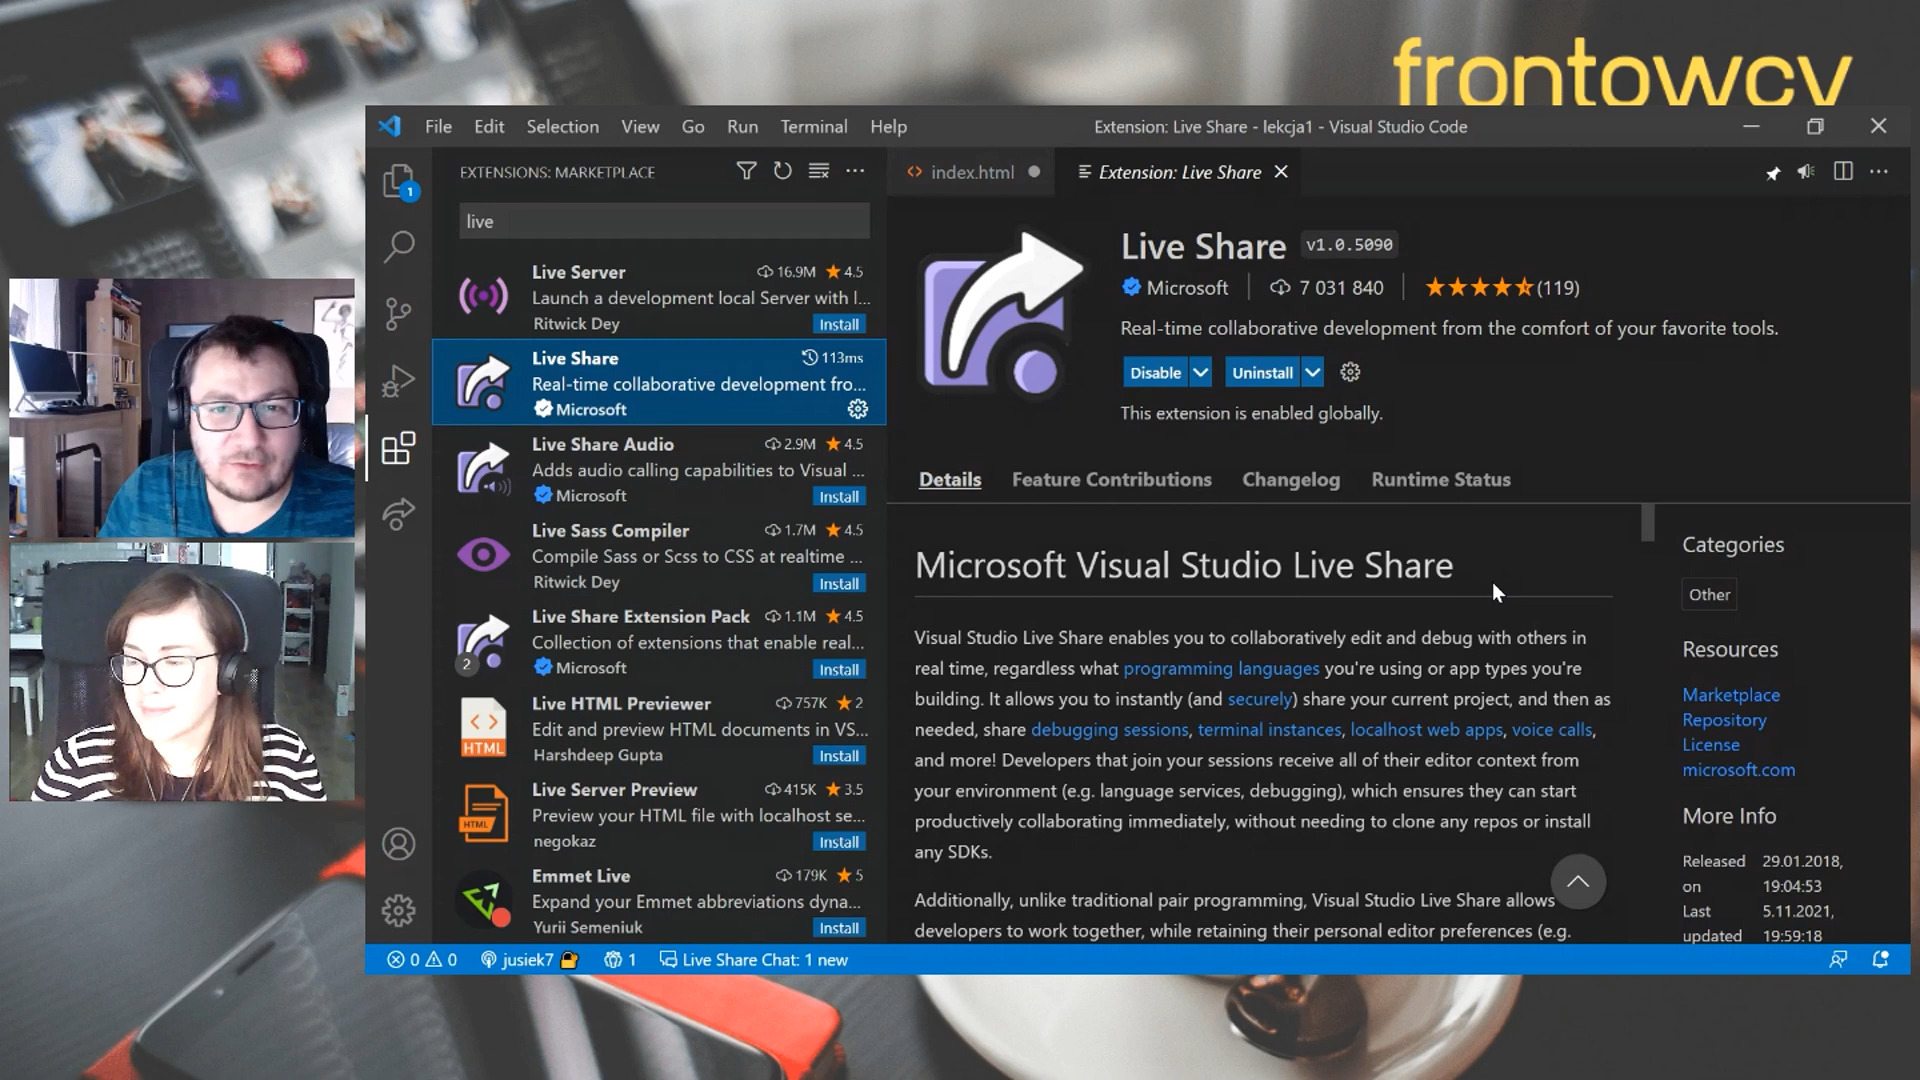 frontowcy
File Edit Selection View Go Run Terminal Help
Extension: Live Share - lekcja1 - Visual Studio Code
1
EXTENSIONS: MARKETPLACE
live
Live Server 16.9M 4.5
Launch a development local Server with l...
Ritwick Dey Install
Live Share 113ms
Real-time collaborative development fro...
Microsoft
Live Share Audio 2.9M 4.5
Adds audio calling capabilities to Visual ...
Microsoft Install
Live Sass Compiler 1.7M 4.5
Compile Sass or Scss to CSS at realtime ...
Ritwick Dey Install
Live Share Extension Pack 1.1M 4.5
Collection of extensions that enable real...
2 Microsoft Install
Live HTML Previewer 757K 2
Edit and preview HTML documents in VS...
HTML
Harshdeep Gupta Install
Live Server Preview 415K 3.5
Preview your HTML file with localhost se...
HTML
negokaz Install
Emmet Live 179K 5
Expand your Emmet abbreviations dyna...
Yurii Semeniuk Install
index.html
Extension: Live Share
Live Share v1.0.5090
Microsoft 7 031 840 (119)
Real-time collaborative development from the comfort of your favorite tools.
Disable Uninstall
This extension is enabled globally.
Details Feature Contributions Changelog Runtime Status
Microsoft Visual Studio Live Share
Visual Studio Live Share enables you to collaboratively edit and debug with others in
real time, regardless what programming languages you're using or app types you're
building. It allows you to instantly (and securely) share your current project, and then as
needed, share debugging sessions, terminal instances, localhost web apps, voice calls,
and more! Developers that join your sessions receive all of their editor context from
your environment (e.g. language services, debugging), which ensures they can start
productively collaborating immediately, without needing to clone any repos or install
any SDKs.
Additionally, unlike traditional pair programming, Visual Studio Live Share allows
developers to work together, while retaining their personal editor preferences (e.g.
Categories
Other
Resources
Marketplace
Repository
License
microsoft.com
More Info
Released 29.01.2018,
on 19:04:53
Last 5.11.2021,
updated 19:59:18
0 0 jusiek7 1 Live Share Chat: 1 new